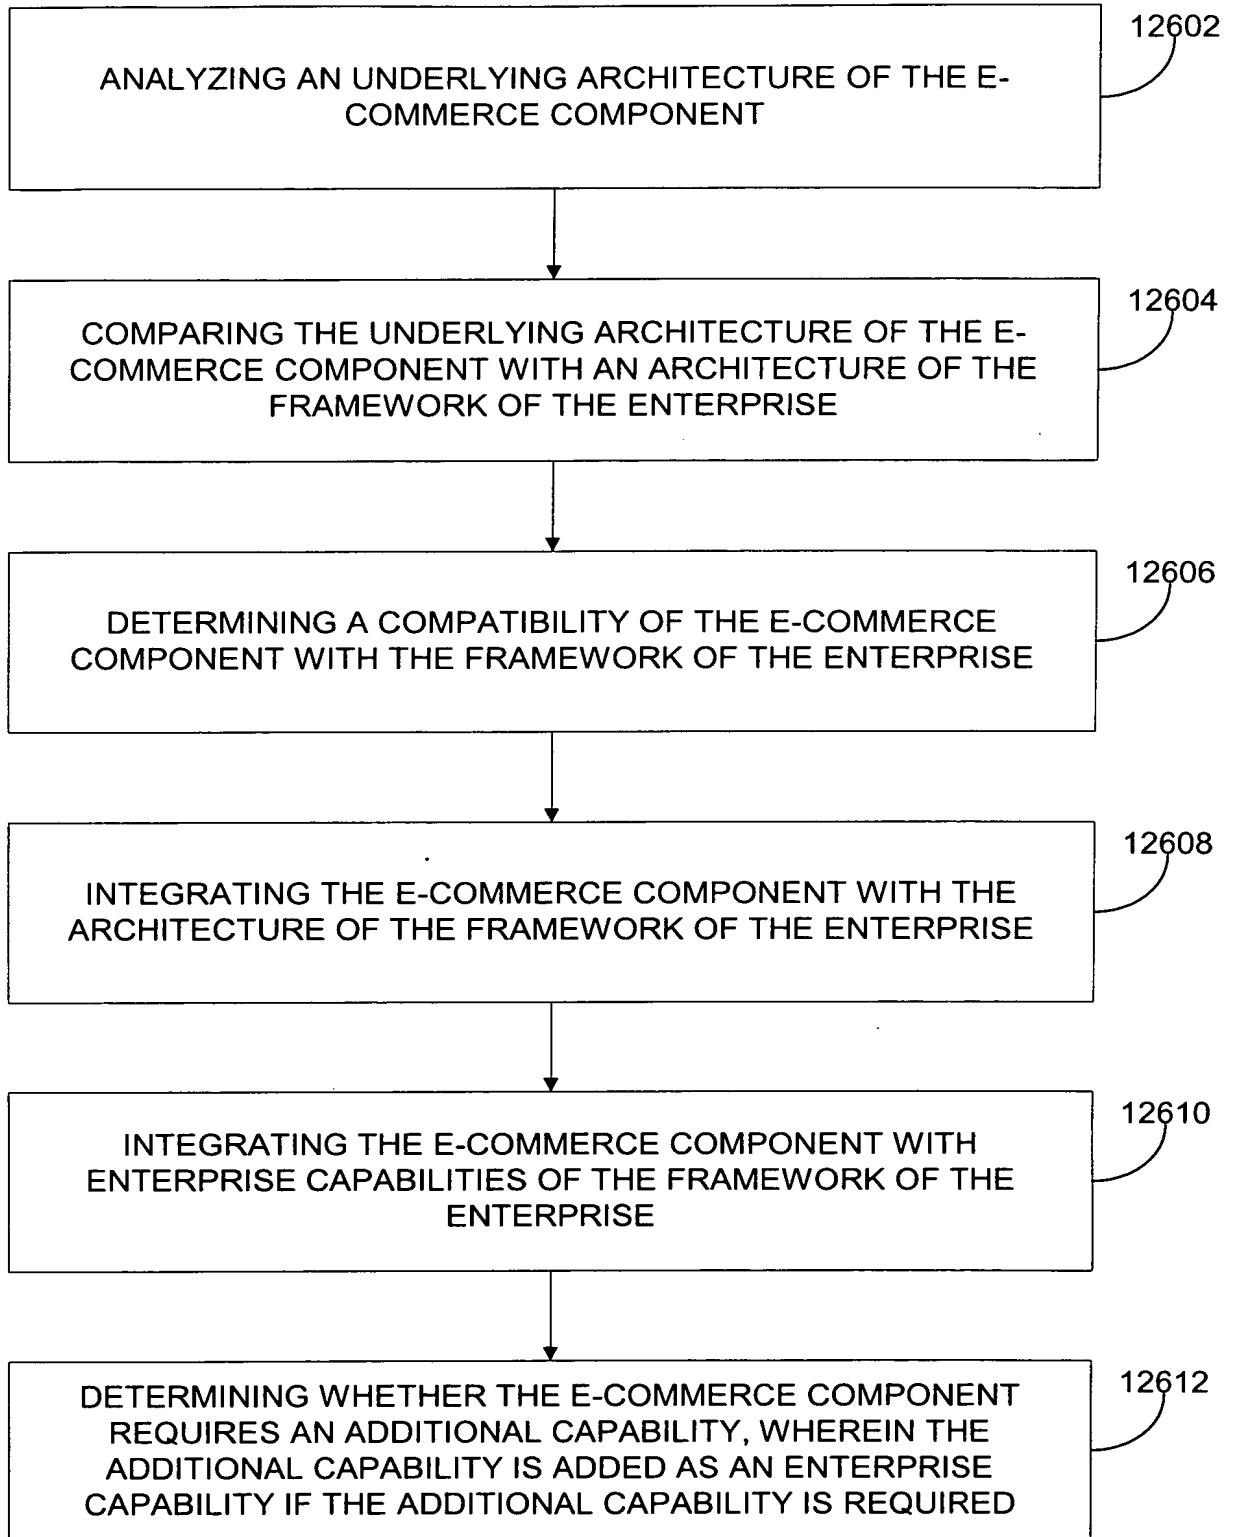 12602
ANALYZING AN UNDERLYING ARCHITECTURE OF THE E-
COMMERCE COMPONENT
12604
COMPARING THE UNDERLYING ARCHITECTURE OF THE E-
COMMERCE COMPONENT WITH AN ARCHITECTURE OF THE
FRAMEWORK OF THE ENTERPRISE
12606
DETERMINING A COMPATIBILITY OF THE E-COMMERCE
COMPONENT WITH THE FRAMEWORK OF THE ENTERPRISE
12608
INTEGRATING THE E-COMMERCE COMPONENT WITH THE
ARCHITECTURE OF THE FRAMEWORK OF THE ENTERPRISE
12610
INTEGRATING THE E-COMMERCE COMPONENT WITH
ENTERPRISE CAPABILITIES OF THE FRAMEWORK OF THE
ENTERPRISE
12612
DETERMINING WHETHER THE E-COMMERCE COMPONENT
REQUIRES AN ADDITIONAL CAPABILITY, WHEREIN THE
ADDITIONAL CAPABILITY IS ADDED AS AN ENTERPRISE
CAPABILITY IF THE ADDITIONAL CAPABILITY IS REQUIRED